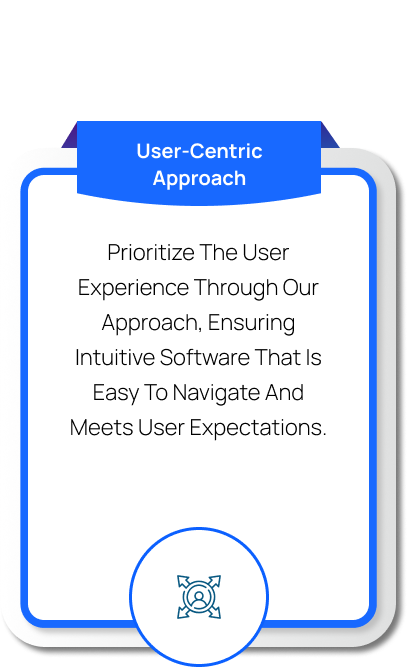 User-Centric
Approach
Prioritize The User
Experience Through Our
Approach, Ensuring
Intuitive Software That Is
Easy To Navigate And
Meets User Expectations.